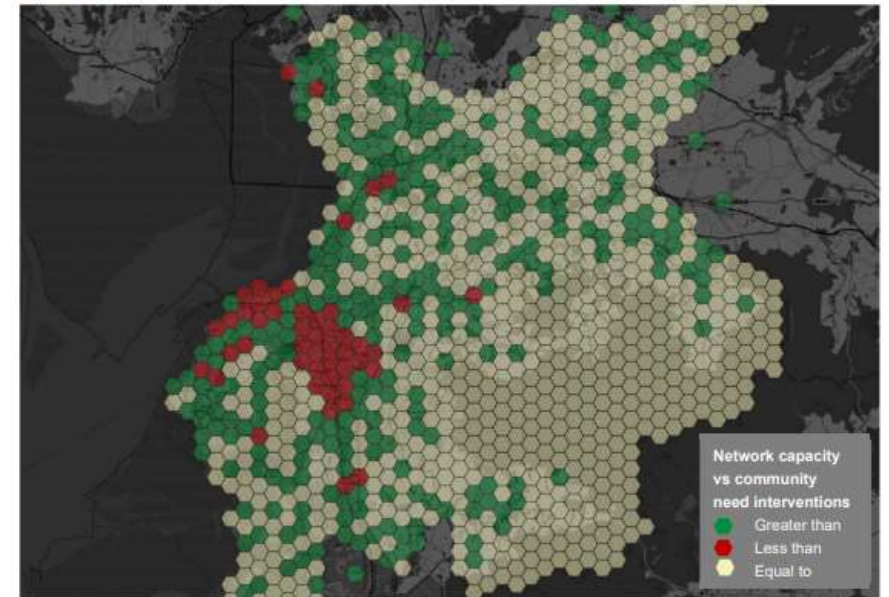 Network capacity
vs community
need interventions
Greater than
Less than
Equal to